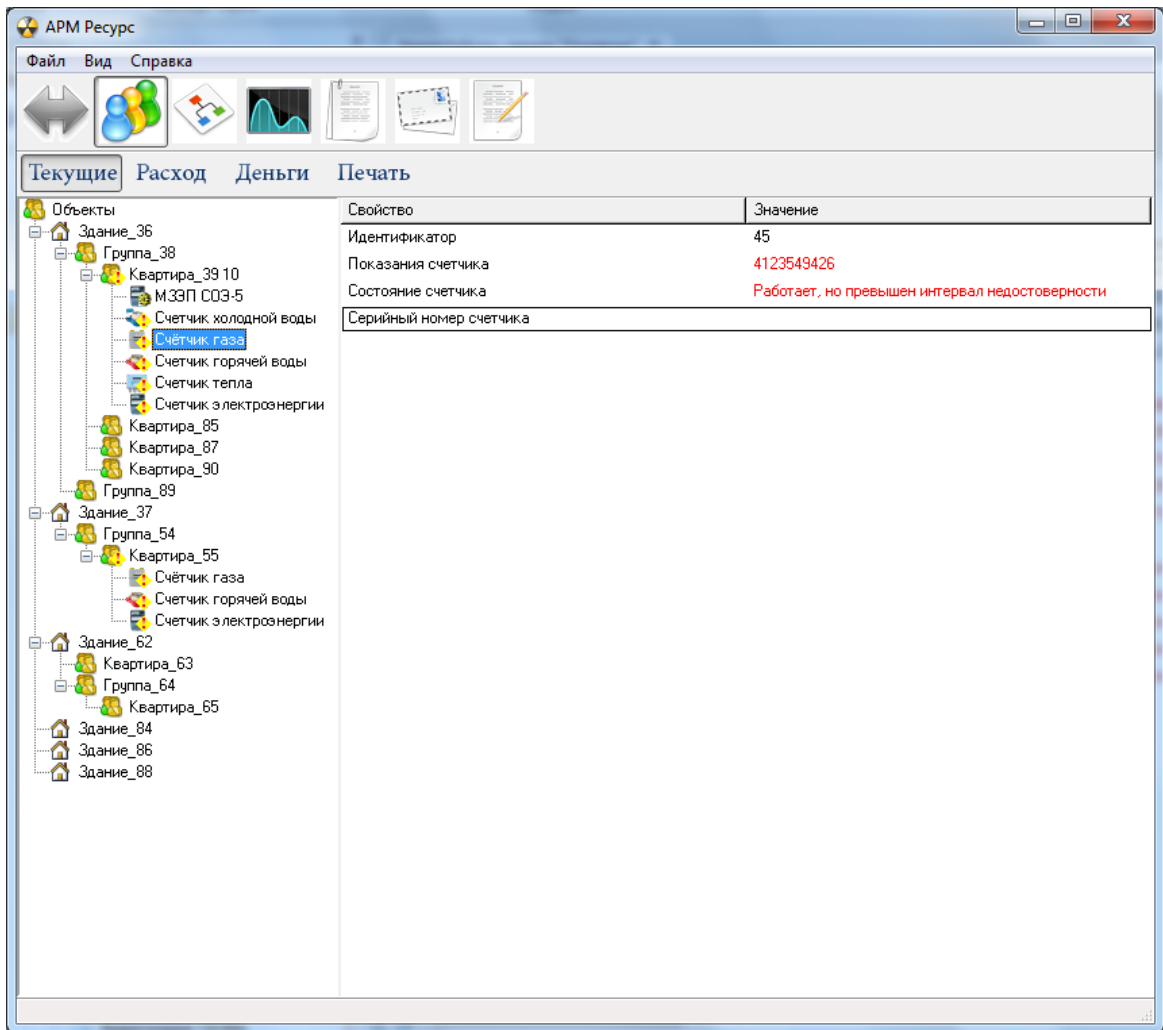 АРМ Ресурс
Файл Вид Справка
Текущие Расход Деньги Печать
Объекты
Здание_36
Группа_38
Квартира_39 10
МЗЭП СОЭ-5
Счетчик холодной воды
Счётчик газа
Счетчик горячей воды
Счетчик тепла
Счетчик электроэнергии
Квартира_85
Квартира_87
Квартира_90
Группа_89
Здание_37
Группа_54
Квартира_55
Счётчик газа
Счетчик горячей воды
Счетчик электроэнергии
Здание_62
Квартира_63
Группа_64
Квартира_65
Здание_84
Здание_86
Здание_88
Свойство Значение
Идентификатор 45
Показания счетчика 4123549426
Состояние счетчика Работает, но превышен интервал недостоверности
Серийный номер счетчика